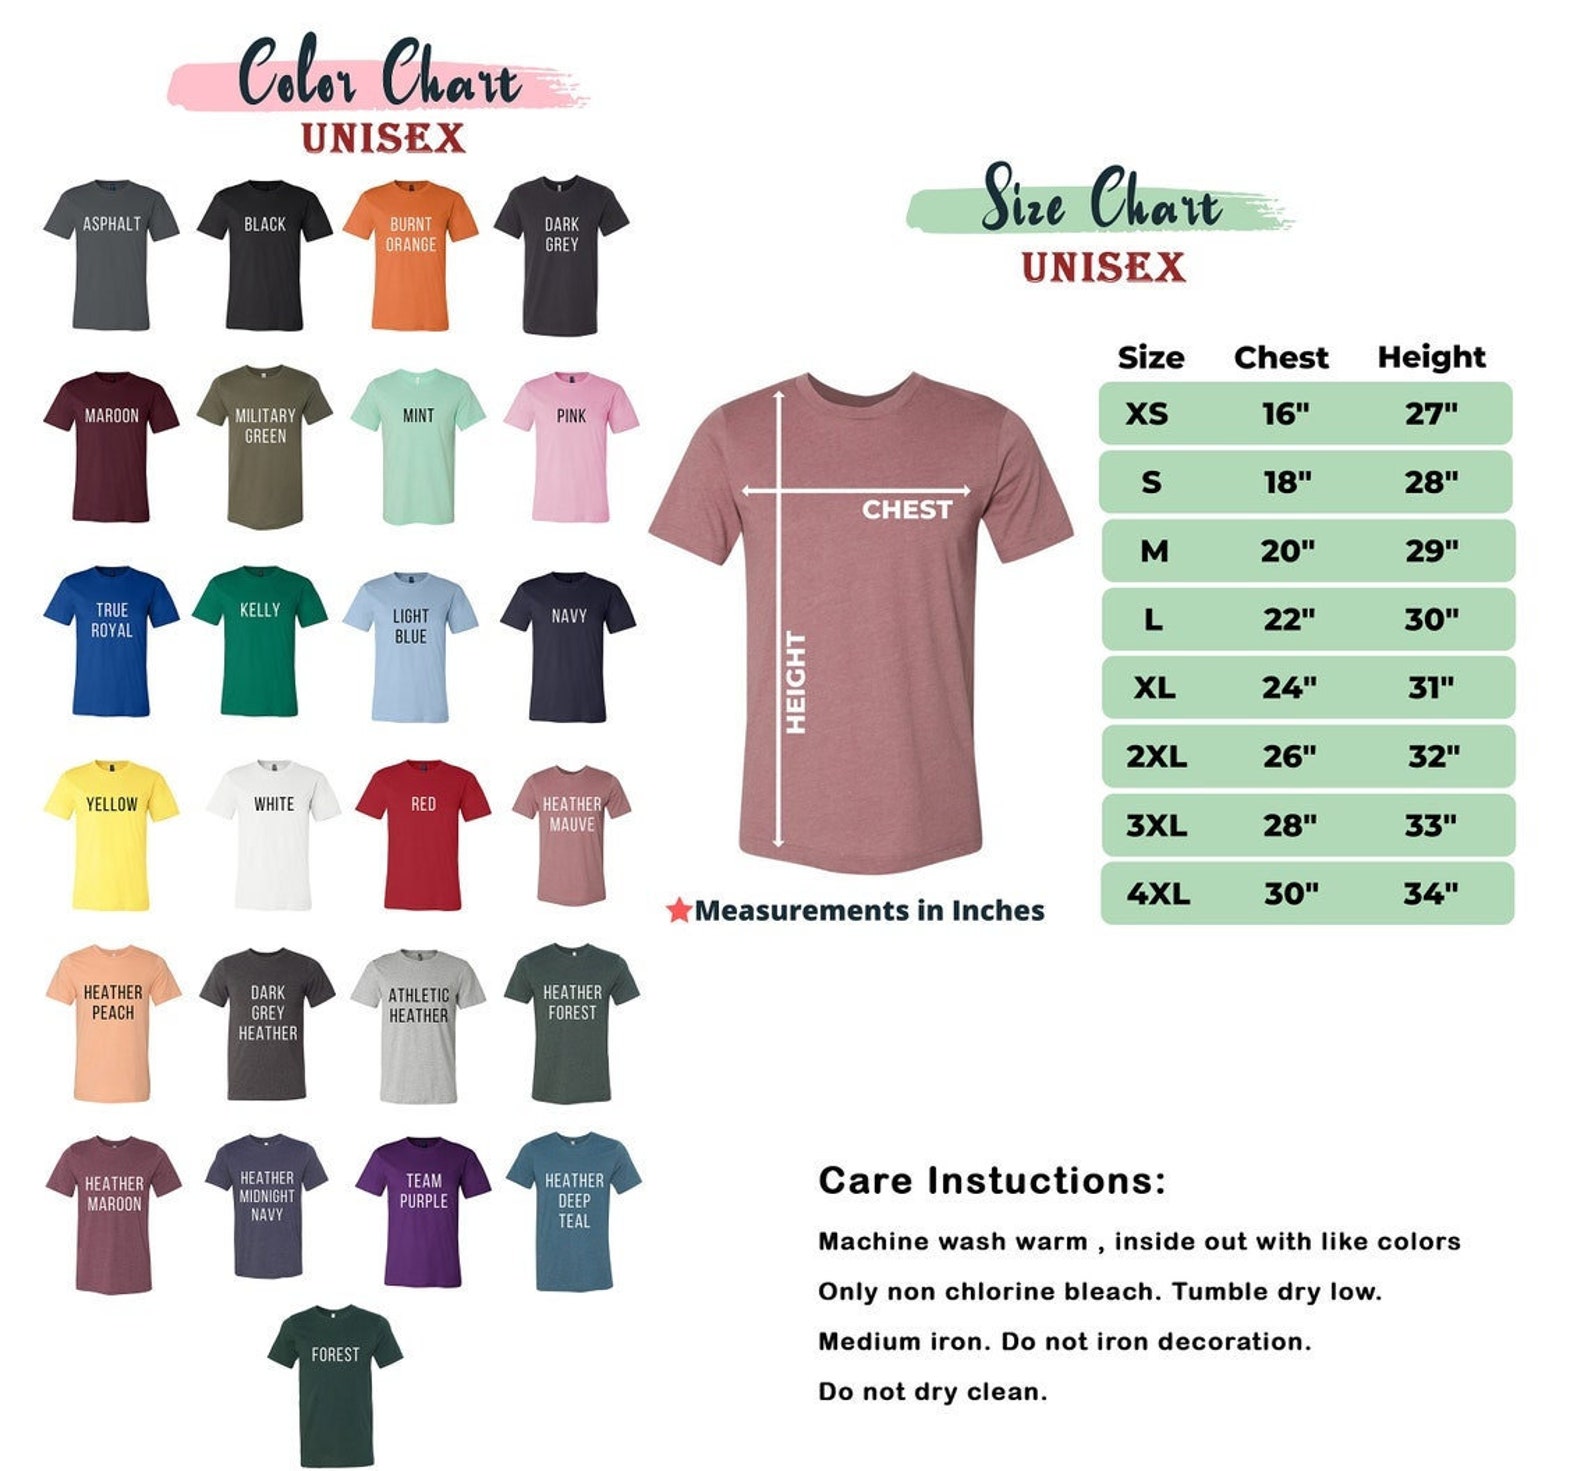 Color Chart
UNISEX
ASPHALT
BLACK
BURNT
ORANGE
DARK
GREY
MAROON
MILITARY
GREEN
MINT
PINK
TRUE
ROYAL
KELLY
LIGHT
BLUE
NAVY
YELLOW
WHITE
RED
HEATHER
MAUVE
HEATHER
PEACH
DARK
GREY
HEATHER
ATHLETIC
HEATHER
HEATHER
FOREST
HEATHER
MAROON
HEATHER
MIDNIGHT
NAVY
TEAM
PURPLE
HEATHER
DEEP
TEAL
FOREST
Size Chart
UNISEX
CHEST
HEIGHT
Measurements in Inches
Size Chest Height
XS 16" 27"
S 18" 28"
M 20" 29"
L 22" 30"
XL 24" 31"
2XL 26" 32"
3XL 28" 33"
4XL 30" 34"
Care Instuctions:
Machine wash warm , inside out with like colors
Only non chlorine bleach. Tumble dry low.
Medium iron. Do not iron decoration.
Do not dry clean.